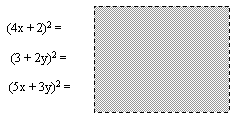 (4x + 2)² =
(3 + 2y)² =
(5x + 3y)² =